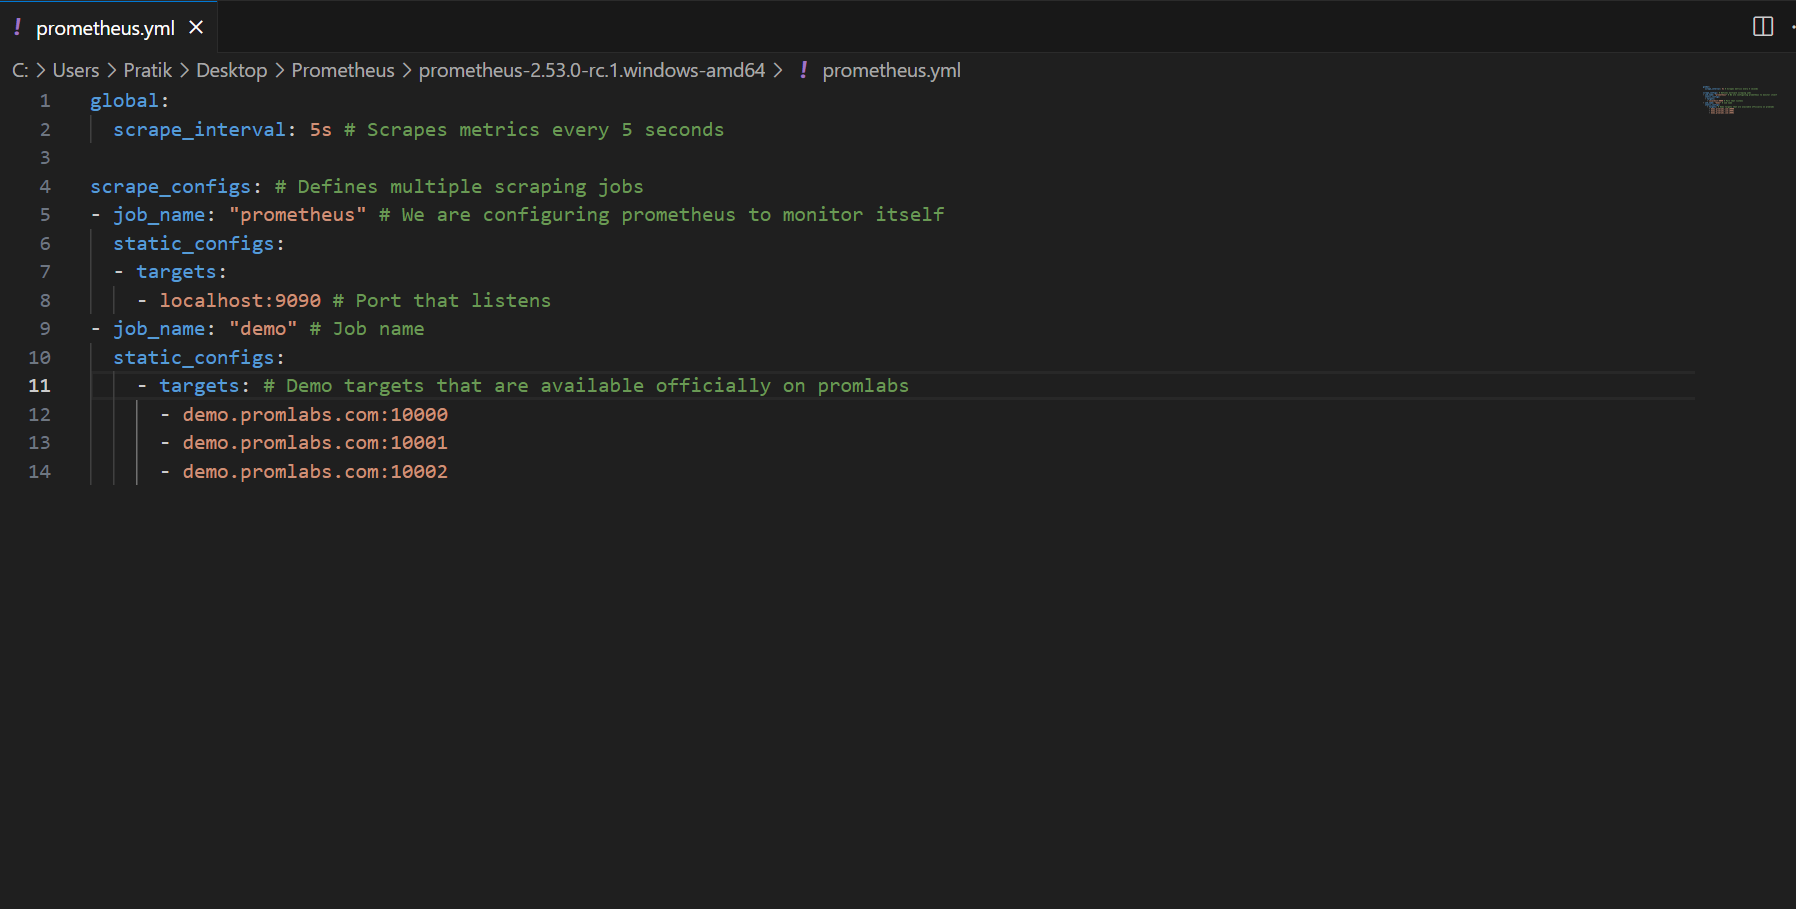 ! prometheus.yml ×
C: > Users > Pratik > Desktop > Prometheus > prometheus-2.53.0-rc.1.windows-amd64 > ! prometheus.yml
1 global:
2   scrape_interval: 5s # Scrapes metrics every 5 seconds
3
4 scrape_configs: # Defines multiple scraping jobs
5 - job_name: "prometheus" # We are configuring prometheus to monitor itself
6   static_configs:
7   - targets:
8     - localhost:9090 # Port that listens
9 - job_name: "demo" # Job name
10   static_configs:
11     - targets: # Demo targets that are available officially on promlabs
12       - demo.promlabs.com:10000
13       - demo.promlabs.com:10001
14       - demo.promlabs.com:10002